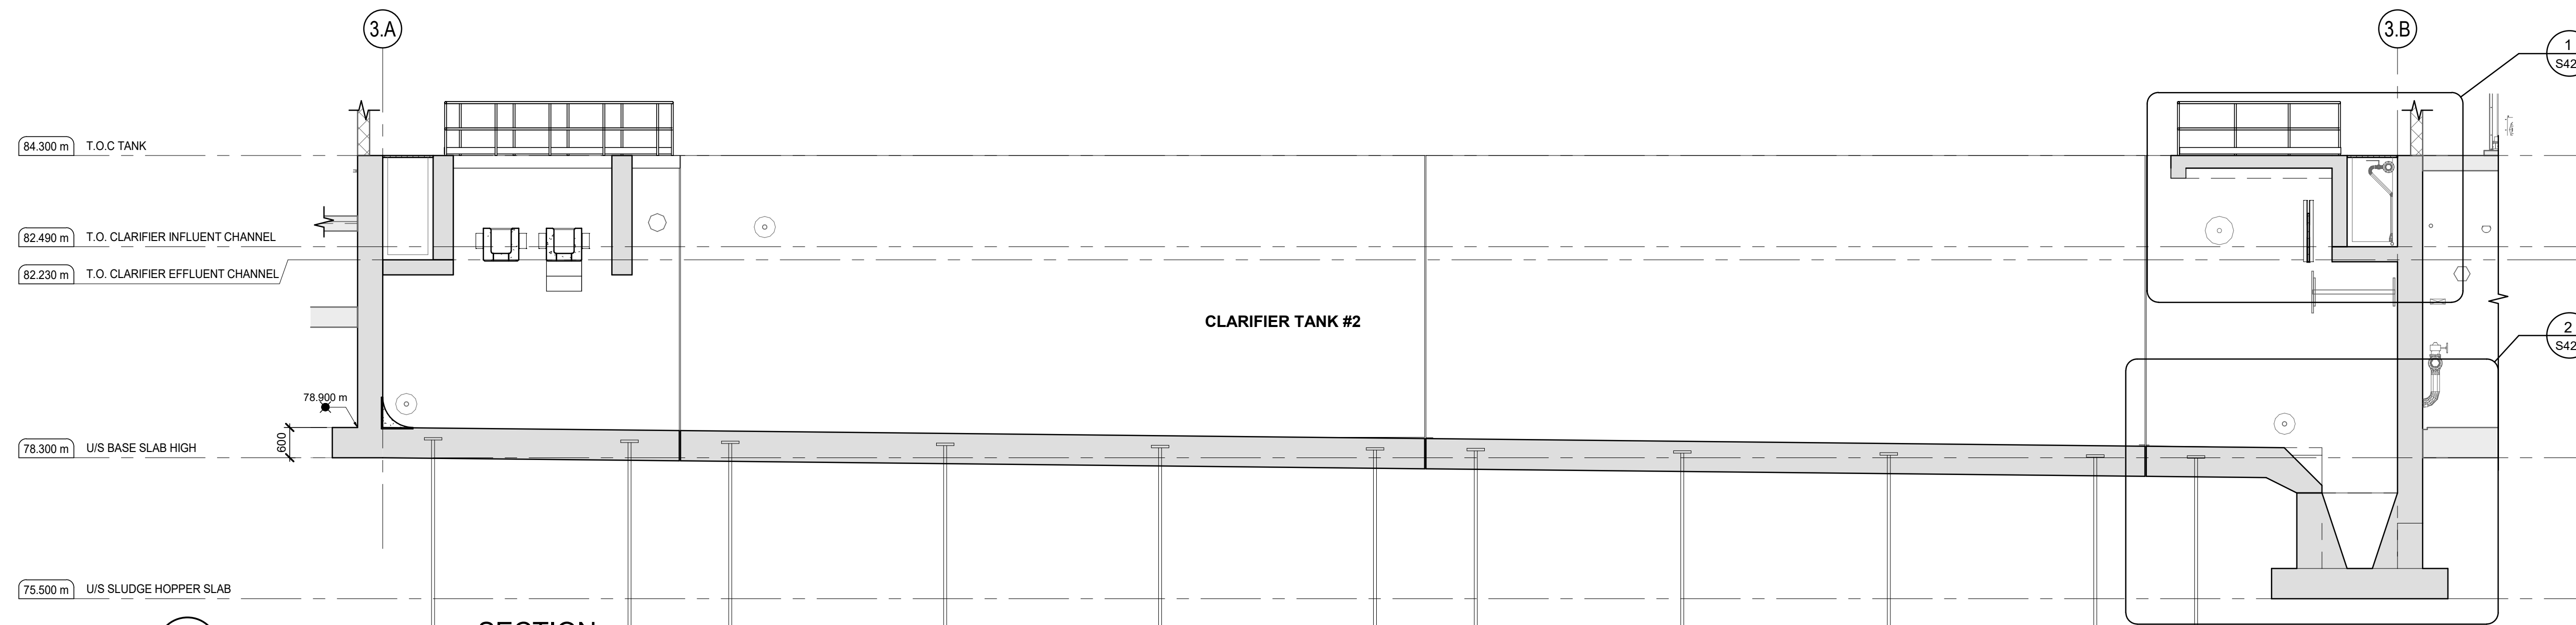 3.A
3.B
1
S42
84.300 m T.O.C TANK
82.490 m T.O. CLARIFIER INFLUENT CHANNEL
82.230 m T.O. CLARIFIER EFFLUENT CHANNEL
CLARIFIER TANK #2
2
S42
78.900 m
600
78.300 m U/S BASE SLAB HIGH
75.500 m U/S SLUDGE HOPPER SLAB
SECTION